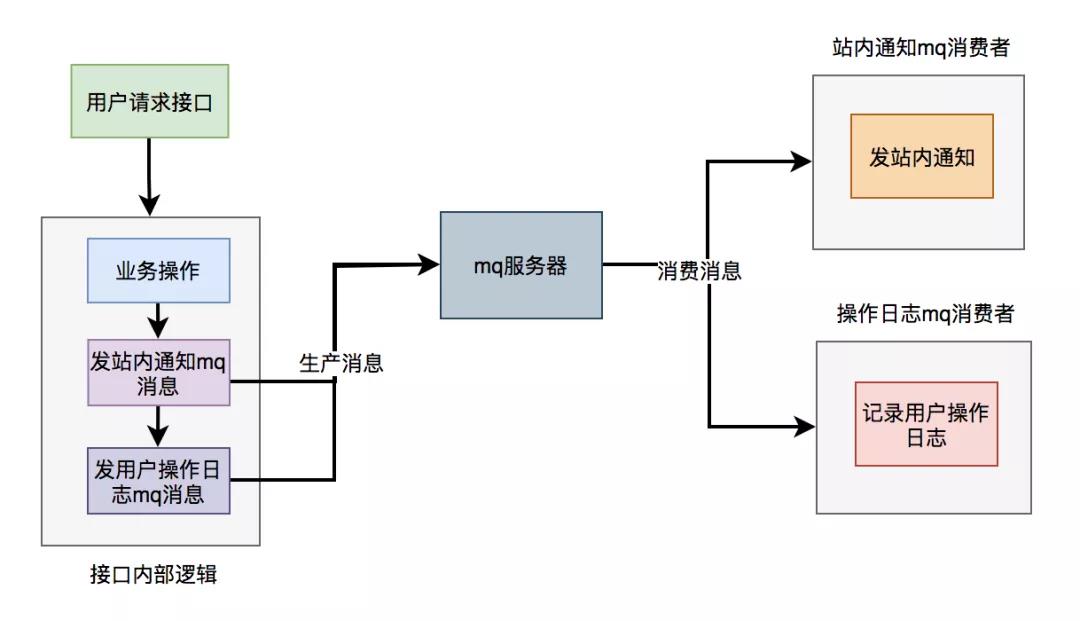 站内通知mq消费者
用户请求接口
发站内通知
业务操作
mq服务器
消费消息
操作日志mq消费者
发站内通知mq
消息
生产消息
记录用户操作
日志
发用户操作日
志mq消息
接口内部逻辑